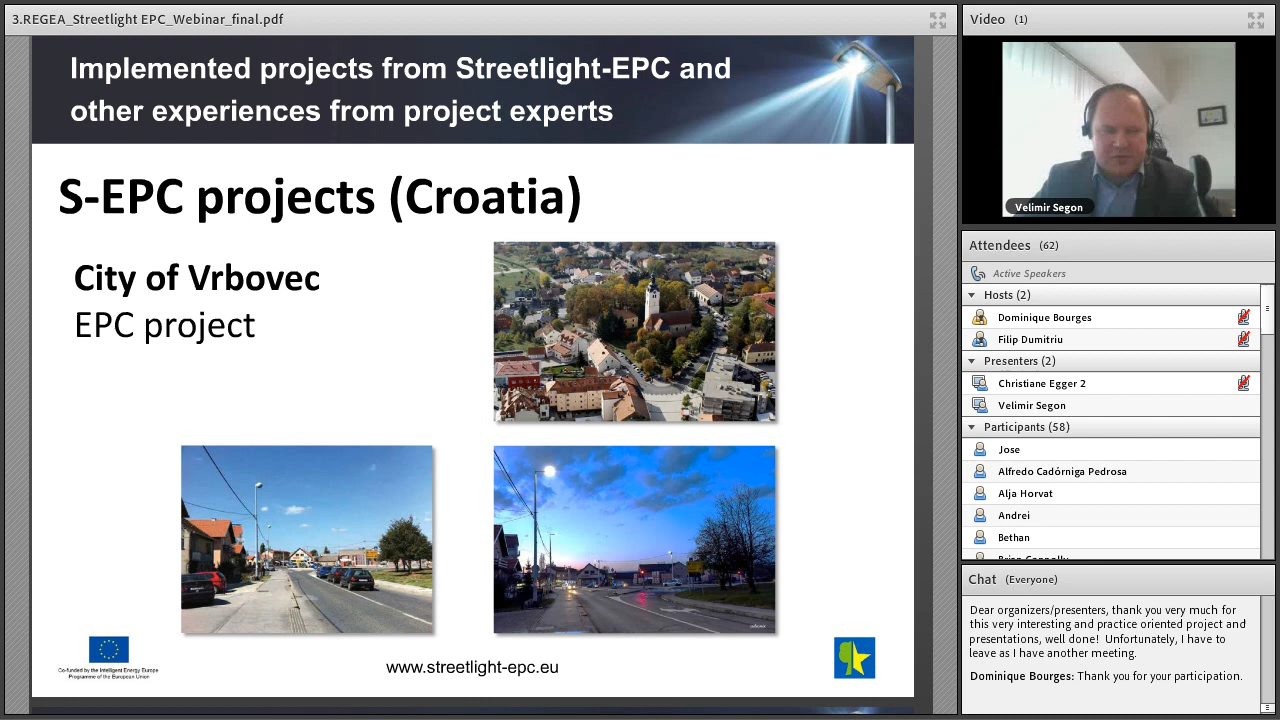 3.REGEA_Streetlight EPC_Webinar_final.pdf
Implemented projects from Streetlight-EPC and
other experiences from project experts
S-EPC projects (Croatia)
City of Vrbovec
EPC project
Co-funded by the Intelligent Energy Europe
Programme of the European Union
www.streetlight-epc.eu
Video (1)
Velimir Segon
Attendees (62)
Active Speakers
Hosts (2)
Dominique Bourges
Filip Dumitriu
Presenters (2)
Christiane Egger 2
Velimir Segon
Participants (58)
Jose
Alfredo Cadórniga Pedrosa
Alja Horvat
Andrei
Bethan
Chat (Everyone)
Dear organizers/presenters, thank you very much for
this very interesting and practice oriented project and
presentations, well done! Unfortunately, I have to
leave as I have another meeting.
Dominique Bourges: Thank you for your participation.